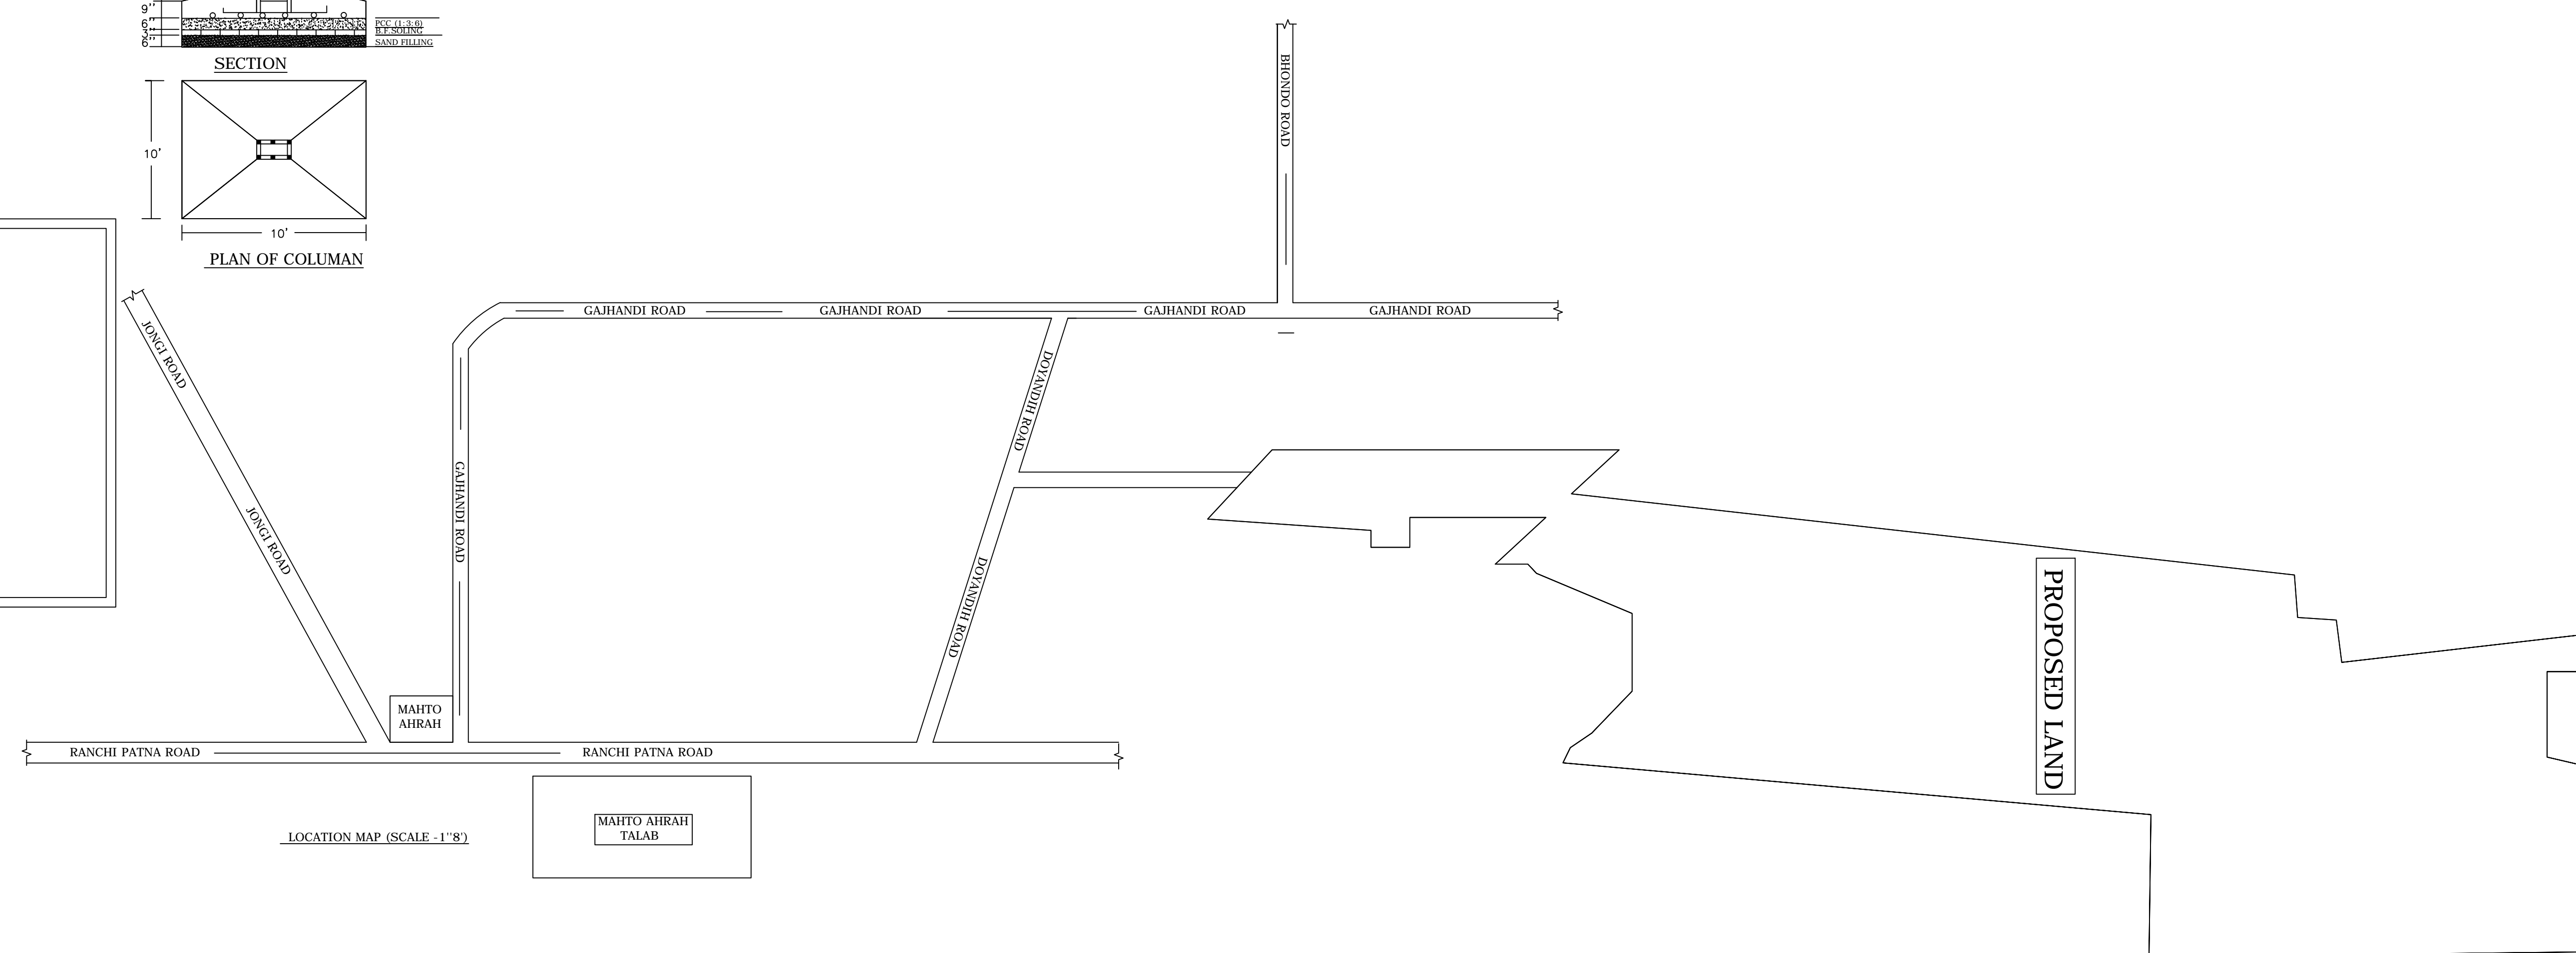 9''
6''
3''
6''
PCC (1:3:6)
B.F.SOLING
SAND FILLING
SECTION
10'
10'
PLAN OF COLUMAN
BHONDO ROAD
GAJHANDI ROAD
GAJHANDI ROAD
GAJHANDI ROAD
GAJHANDI ROAD
JONGI ROAD
JONGI ROAD
GAJHANDI ROAD
DOYANDIH ROAD
DOYANDIH ROAD
PROPOSED LAND
MAHTO
AHRAH
RANCHI PATNA ROAD
RANCHI PATNA ROAD
MAHTO AHRAH
TALAB
LOCATION MAP (SCALE -1''8')